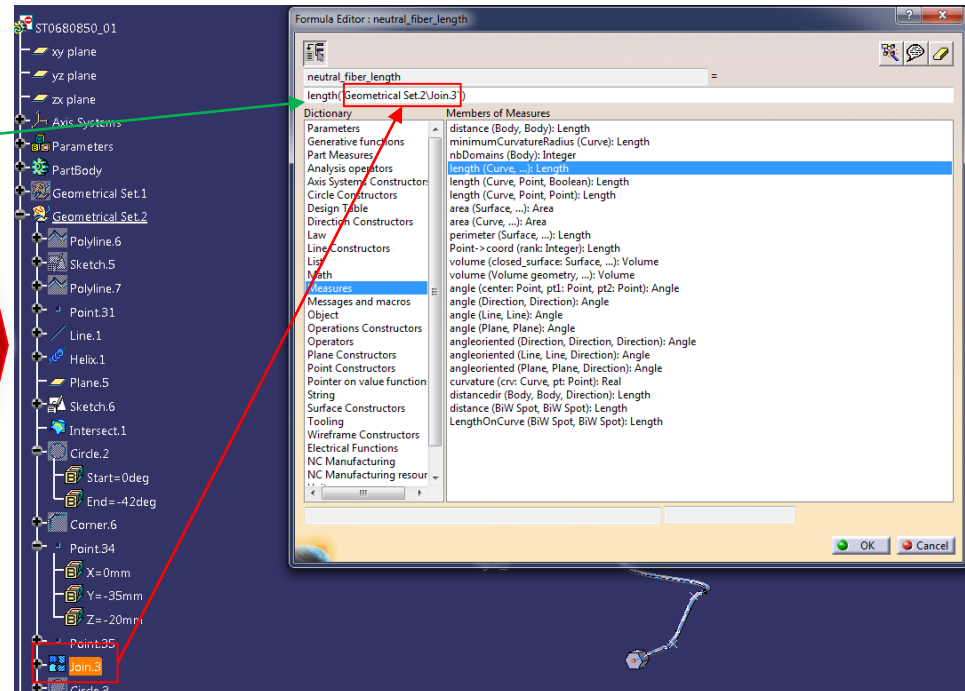 ST0680850_01
xy plane
yz plane
zx plane
Axis Systems
Parameters
PartBody
Geometrical Set.1
Geometrical Set.2
Polyline.6
Sketch.5
Polyline.7
Point.31
Line.1
Helix.1
Plane.5
Sketch.6
Intersect.1
Circle.2
Start=0deg
End=-42deg
Corner.6
Point.34
X=0mm
Y=-35mm
Z=-20mm
Point.35
Join.3
Circle.3
Formula Editor : neutral_fiber_length
neutral_fiber_length =
length(`Geometrical Set.2\Join.3`)
Dictionary
Parameters
Generative functions
Part Measures
Analysis operators
Axis Systems Constructors
Circle Constructors
Design Table
Direction Constructors
Law
Line Constructors
List
Math
Measures
Messages and macros
Object
Operations Constructors
Operators
Plane Constructors
Point Constructors
Pointer on value function
String
Surface Constructors
Tooling
Wireframe Constructors
Electrical Functions
NC Manufacturing
NC Manufacturing resour
Members of Measures
distance (Body, Body): Length
minimumCurvatureRadius (Curve): Length
nbDomains (Body): Integer
length (Curve, ...): Length
length (Curve, Point, Boolean): Length
length (Curve, Point, Point): Length
area (Surface, ...): Area
area (Curve, ...): Area
perimeter (Surface, ...): Length
Point->coord (rank: Integer): Length
volume (closed_surface: Surface, ...): Volume
volume (Volume geometry, ...): Volume
angle (center: Point, pt1: Point, pt2: Point): Angle
angle (Direction, Direction): Angle
angle (Line, Line): Angle
angle (Plane, Plane): Angle
angleoriented (Direction, Direction, Direction): Angle
angleoriented (Line, Line, Direction): Angle
angleoriented (Plane, Plane, Direction): Angle
curvature (crv: Curve, pt: Point): Real
distancedir (Body, Body, Direction): Length
distance (BiW Spot, BiW Spot): Length
LengthOnCurve (BiW Spot, BiW Spot): Length
OK Cancel